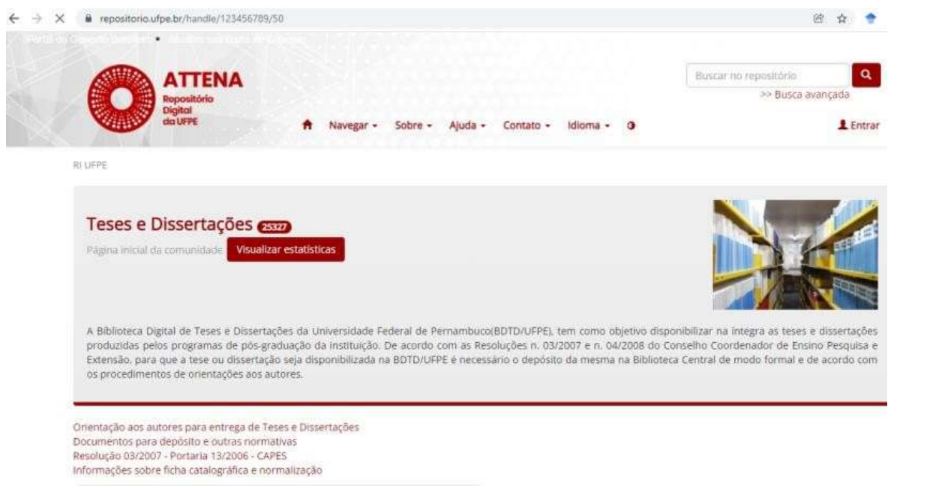 repositorio.ufpe.br/handle/123456789/50
ATTENA
Repositório
Digital
da UFPE
Buscar no repositório
>> Busca avançada
Navegar
Sobre
Ajuda
Contato
Idioma
Entrar
RI UFPE
Teses e Dissertações 25327
Página inicial da comunidade Visualizar estatísticas
A Biblioteca Digital de Teses e Dissertações da Universidade Federal de Pernambuco(BDTD/UFPE), tem como objetivo disponibilizar na íntegra as teses e dissertações
produzidas pelos programas de pós-graduação da instituição. De acordo com as Resoluções n. 03/2007 e n. 04/2008 do Conselho Coordenador de Ensino Pesquisa e
Extensão, para que a tese ou dissertação seja disponibilizada na BDTD/UFPE é necessário o depósito da mesma na Biblioteca Central de modo formal e de acordo com
os procedimentos de orientações aos autores.
Orientação aos autores para entrega de Teses e Dissertações
Documentos para depósito e outras normativas
Resolução 03/2007 - Portaria 13/2006 - CAPES
Informações sobre ficha catalográfica e normalização